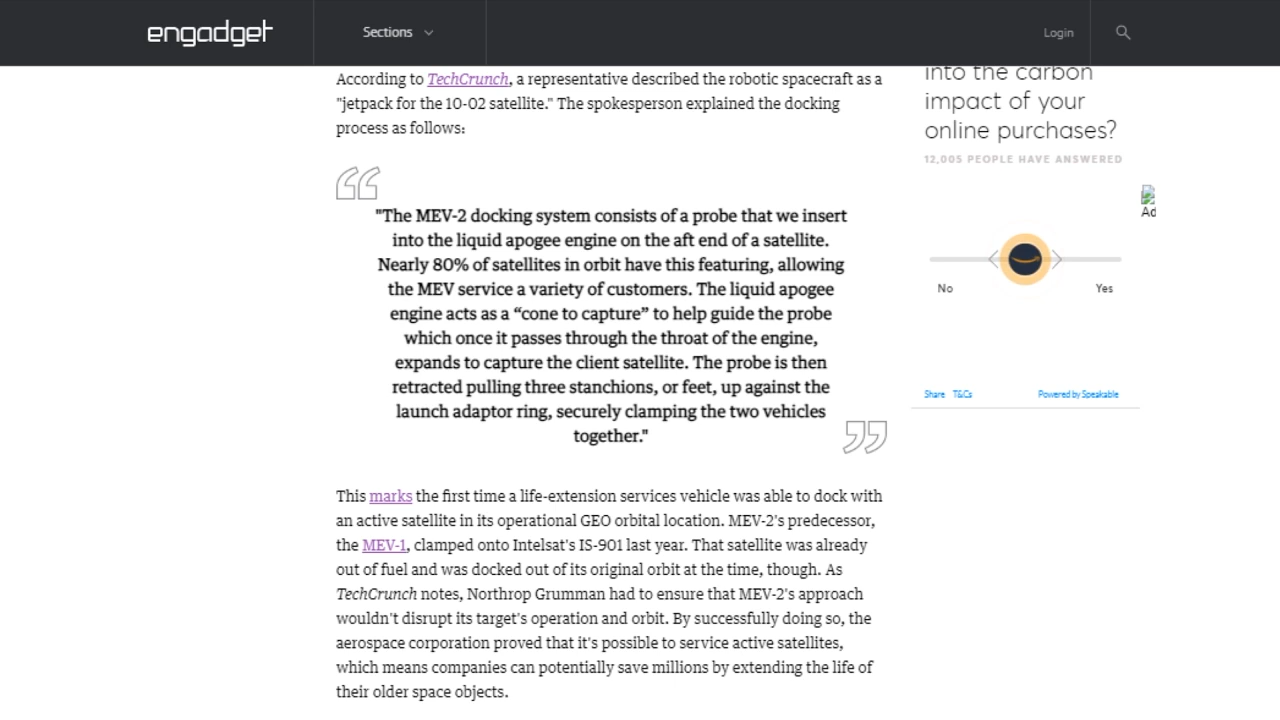 engadget
Sections
Login
According to TechCrunch, a representative described the robotic spacecraft as a
"jetpack for the 10-02 satellite." The spokesperson explained the docking
process as follows:
"The MEV-2 docking system consists of a probe that we insert
into the liquid apogee engine on the aft end of a satellite.
Nearly 80% of satellites in orbit have this featuring, allowing
the MEV service a variety of customers. The liquid apogee
engine acts as a “cone to capture” to help guide the probe
which once it passes through the throat of the engine,
expands to capture the client satellite. The probe is then
retracted pulling three stanchions, or feet, up against the
launch adaptor ring, securely clamping the two vehicles
together."
This marks the first time a life-extension services vehicle was able to dock with
an active satellite in its operational GEO orbital location. MEV-2's predecessor,
the MEV-1, clamped onto Intelsat's IS-901 last year. That satellite was already
out of fuel and was docked out of its original orbit at the time, though. As
TechCrunch notes, Northrop Grumman had to ensure that MEV-2's approach
wouldn't disrupt its target's operation and orbit. By successfully doing so, the
aerospace corporation proved that it's possible to service active satellites,
which means companies can potentially save millions by extending the life of
their older space objects.
into the carbon
impact of your
online purchases?
12,005 PEOPLE HAVE ANSWERED
Ad
No
Yes
Share
T&Cs
Powered by Speakable